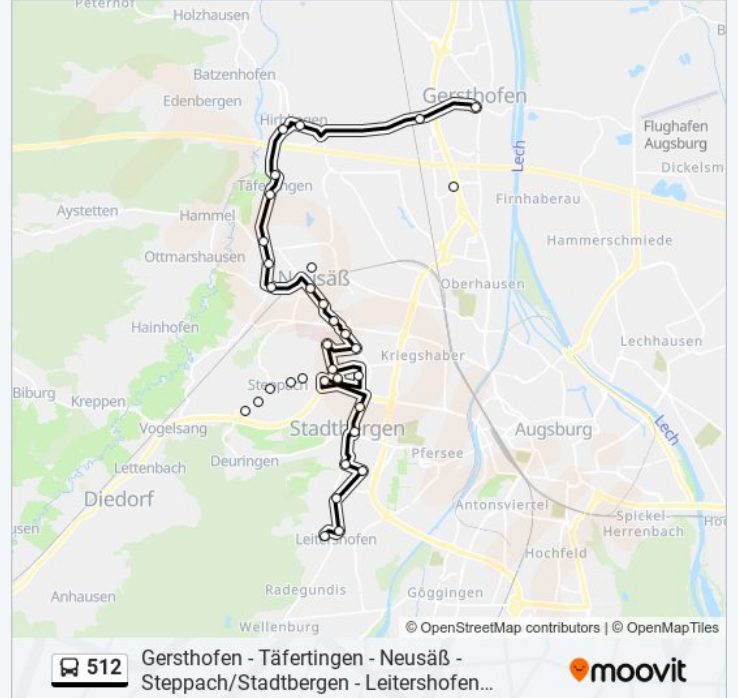 Peterhof
Holzhausen
Batzenhofen
Edenbergen
Gersthofen
Hirblingen
Flughafen
Augsburg
Lech
Dickelsm
Täfertingen
Firnhaberau
Aystetten
Hammel
Hammerschmiede
Ottmarshausen
Neusäß
Oberhausen
Hainhofen
Lechhausen
Kriegshaber
Steppach
Biburg
Kreppen
Vogelsang
Stadtbergen
Augsburg
Lech
Deuringen
Pfersee
Lettenbach
Diedorf
Antonsviertel
Spickel-
Herrenbach
Leitershofen
Hochfeld
Radegundis
Göggingen
Anhausen
Wellenburg
© OpenStreetMap contributors | © OpenMapTiles
512
Gersthofen - Täfertingen - Neusäß -
Steppach/Stadtbergen - Leitershofen...
moovit